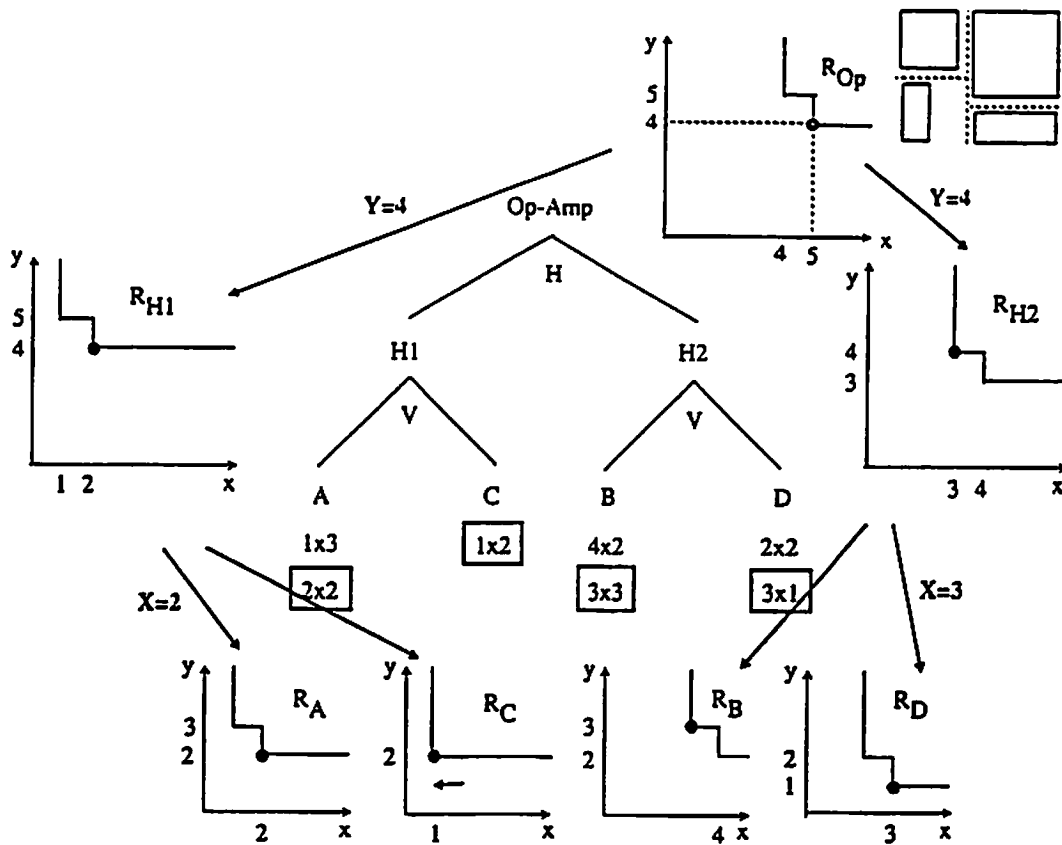 y
R_Op
5
4
4 5 x
Y=4
Op-Amp
Y=4
H
y
R_H1
5
4
1 2 x
y
R_H2
4
3
3 4 x
H1
H2
V
V
A
C
B
D
1x3
1x2
4x2
2x2
2x2
3x3
3x1
X=2
X=3
y
R_A
3
2
2 x
y
R_C
2
1 x
y
R_B
3
2
4 x
y
R_D
2
1
3 x